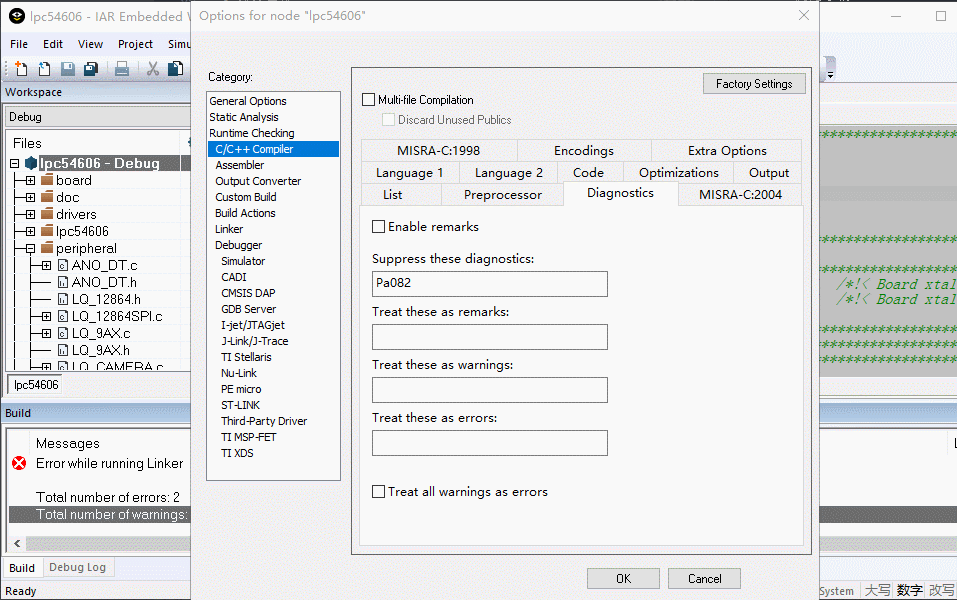 lpc54606 - IAR Embedded W
Options for node "lpc54606"
File Edit View Project Simu
Workspace
Debug
Files
lpc54606 - Debug
board
doc
drivers
lpc54606
peripheral
ANO_DT.c
ANO_DT.h
LQ_12864.h
LQ_12864SPI.c
LQ_9AX.c
LQ_9AX.h
LQ_CAMERA.c
lpc54606
Category:
General Options
Static Analysis
Runtime Checking
C/C++ Compiler
Assembler
Output Converter
Custom Build
Build Actions
Linker
Debugger
Simulator
CADI
CMSIS DAP
GDB Server
I-jet/JTAGjet
J-Link/J-Trace
TI Stellaris
Nu-Link
PE micro
ST-LINK
Third-Party Driver
TI MSP-FET
TI XDS
Factory Settings
Multi-file Compilation
Discard Unused Publics
MISRA-C:1998 Encodings Extra Options
Language 1 Language 2 Code Optimizations Output
List Preprocessor Diagnostics MISRA-C:2004
Enable remarks
Suppress these diagnostics:
Pa082
Treat these as remarks:
Treat these as warnings:
Treat these as errors:
Treat all warnings as errors
OK Cancel
/*!< Board xtal
/*!< Board xtal
Build
Messages
Error while running Linker
Total number of errors: 2
Total number of warnings:
Build Debug Log
Ready
System 大写 数字 改写